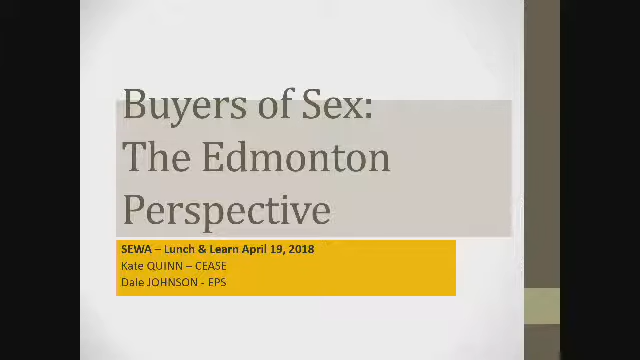 Buyers of Sex:
The Edmonton
Perspective
SEWA – Lunch & Learn April 19, 2018
Kate QUINN – CEASE
Dale JOHNSON - EPS